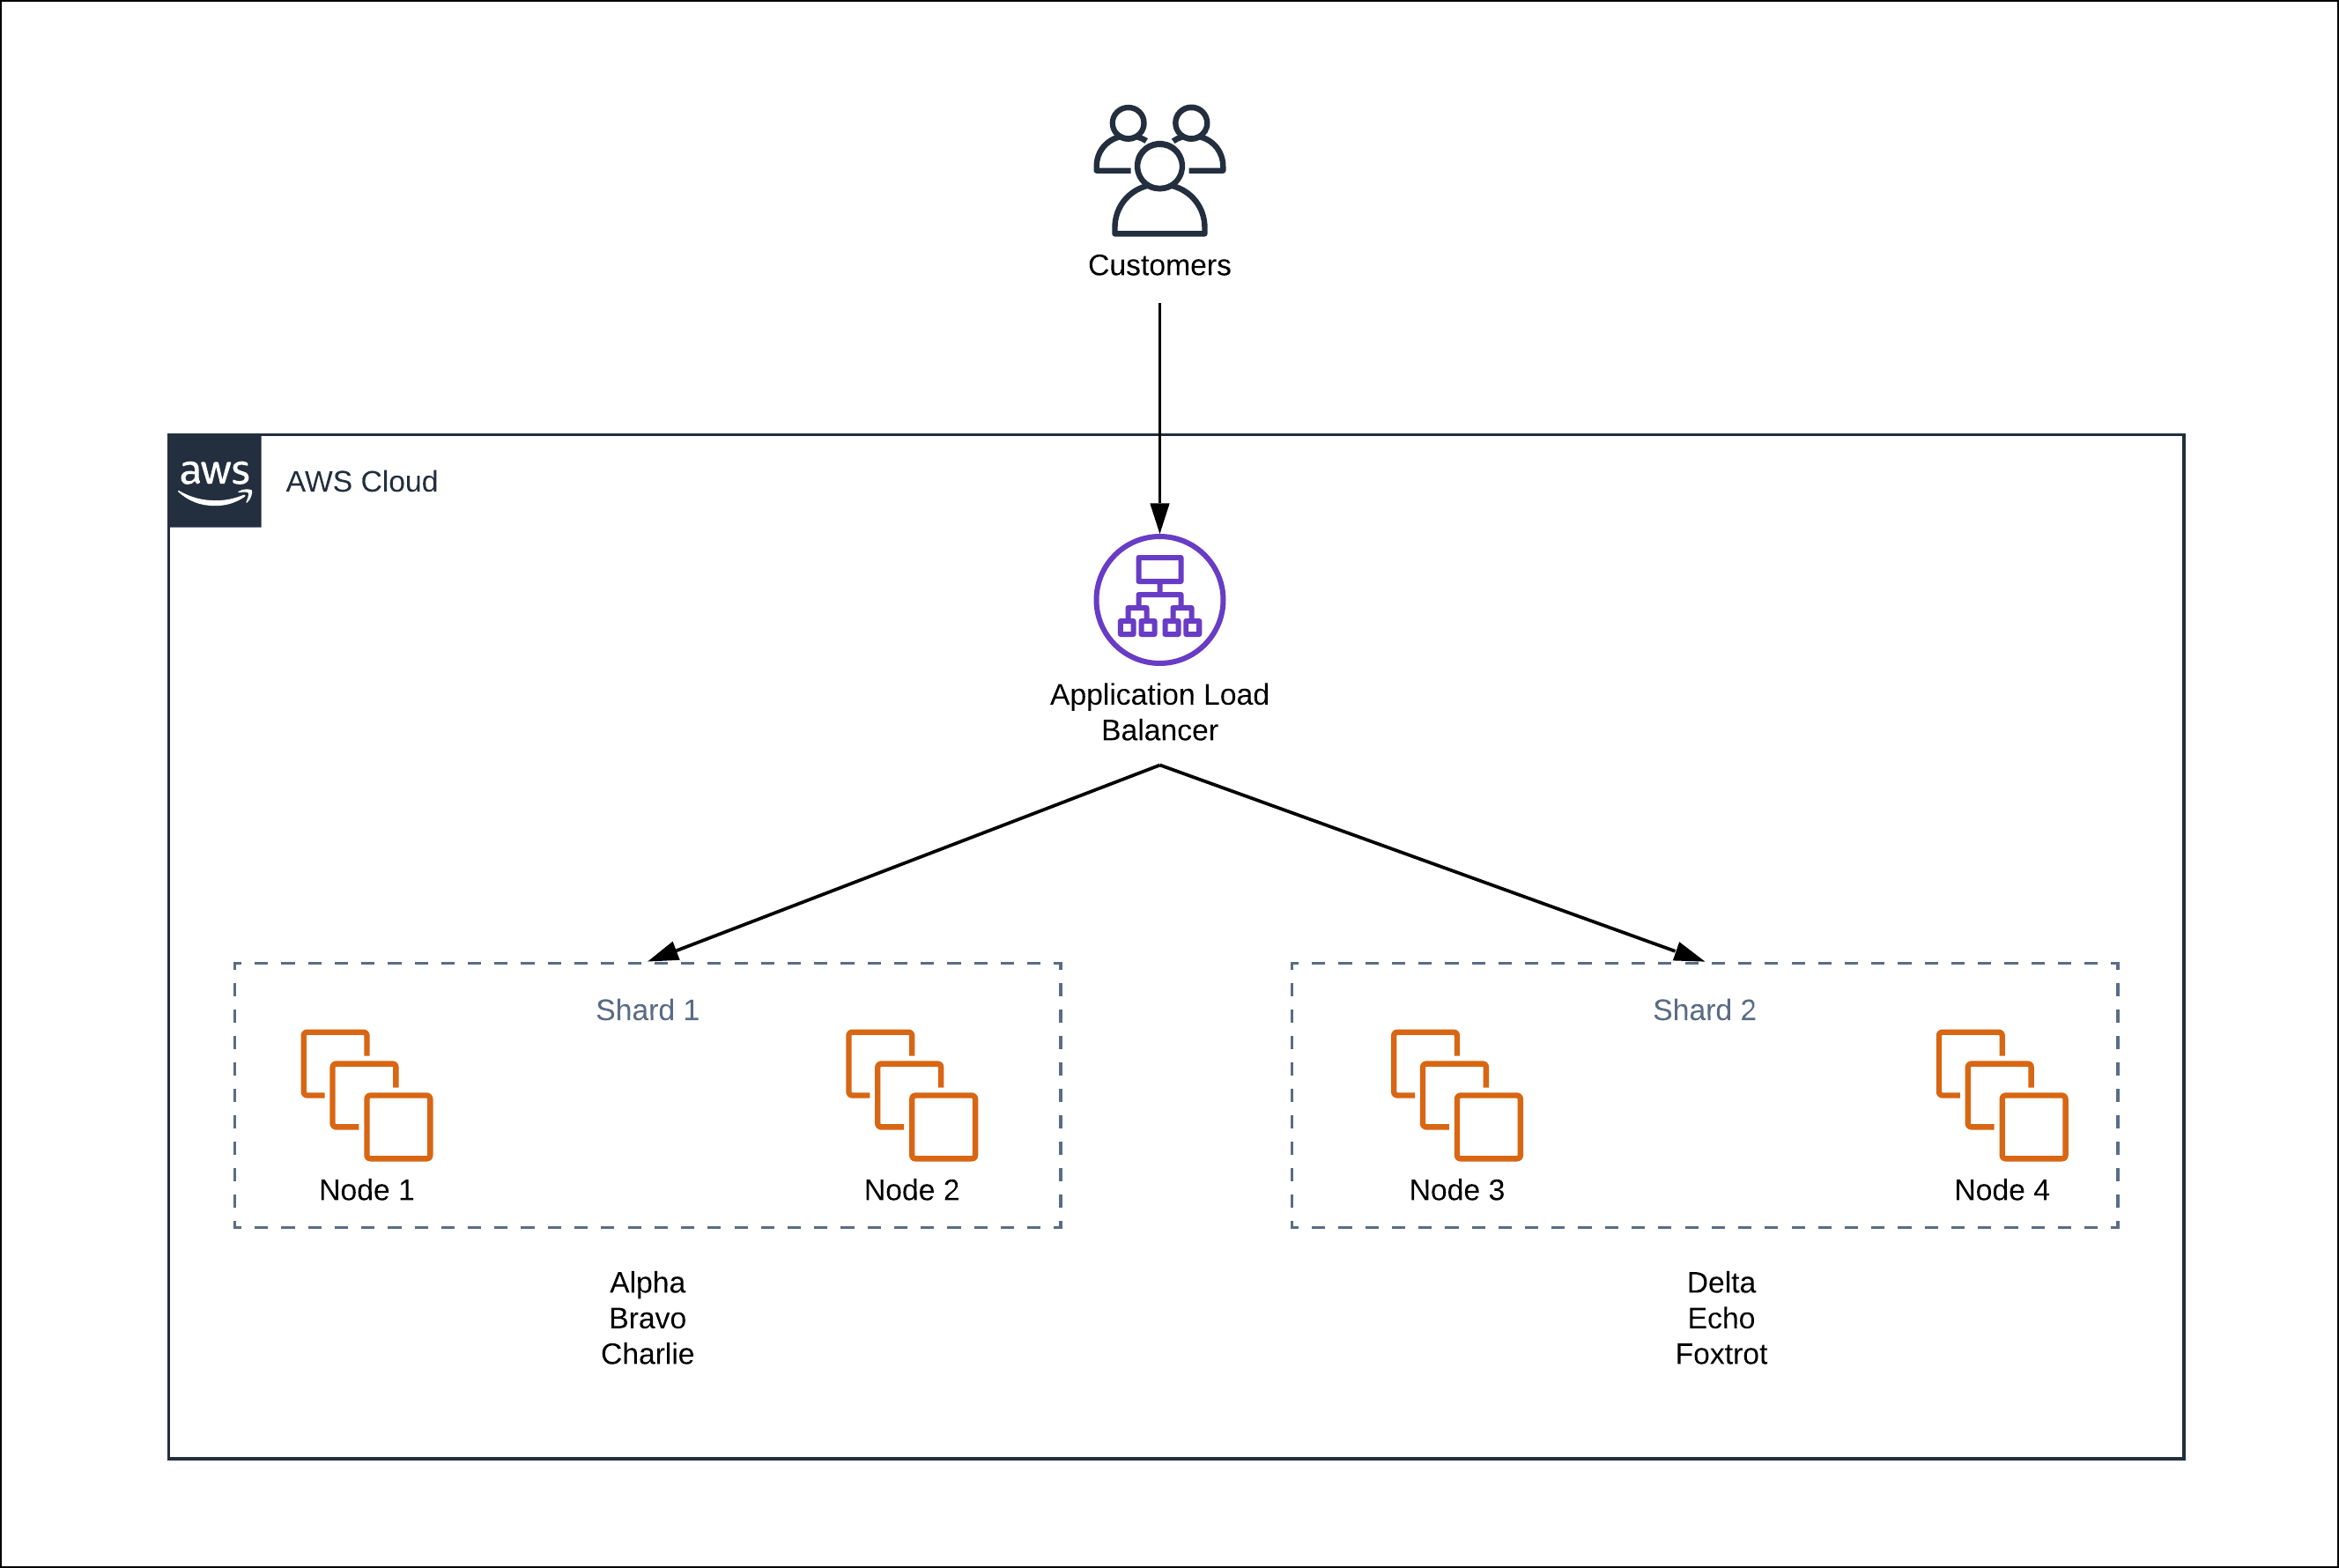 Customers
aws
AWS Cloud
Application Load
Balancer
Shard 1
Shard 2
Node 1
Node 2
Node 3
Node 4
Alpha
Bravo
Charlie
Delta
Echo
Foxtrot